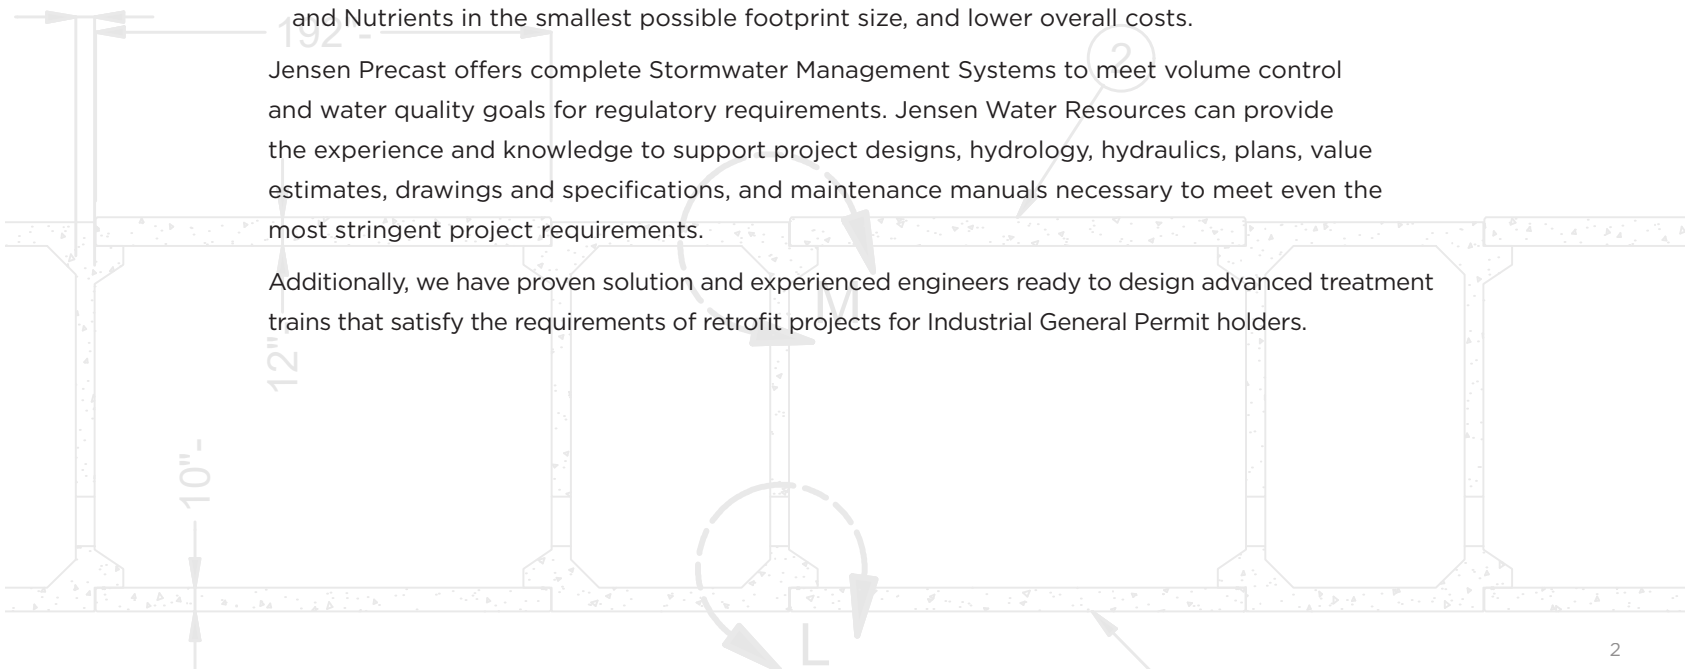 and Nutrients in the smallest possible footprint size, and lower overall costs.
192 -
2
Jensen Precast offers complete Stormwater Management Systems to meet volume control
and water quality goals for regulatory requirements. Jensen Water Resources can provide
the experience and knowledge to support project designs, hydrology, hydraulics, plans, value
estimates, drawings and specifications, and maintenance manuals necessary to meet even the
most stringent project requirements.
Additionally, we have proven solution and experienced engineers ready to design advanced treatment
trains that satisfy the requirements of retrofit projects for Industrial General Permit holders.
M
12"
10"-
L
2